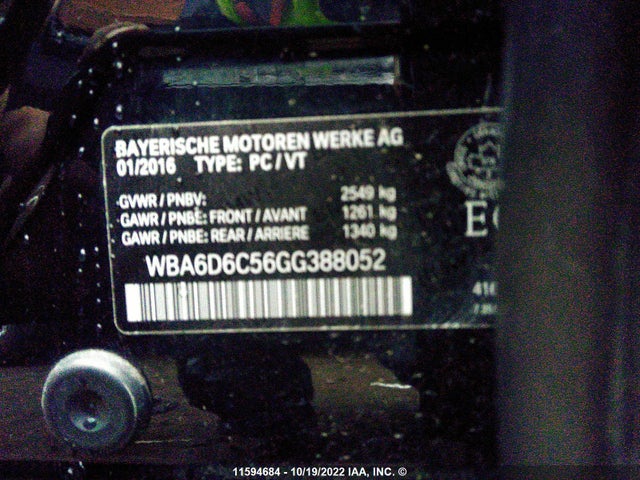 BAYERISCHE MOTOREN WERKE AG
01/2016 TYPE: PC / VT
GVWR / PNBV: 2549 kg
GAWR / PNBE: FRONT / AVANT 1261 kg
GAWR / PNBE: REAR / ARRIERE 1340 kg
WBA6D6C56GG388052
11594684 - 10/19/2022 IAA, INC. ©